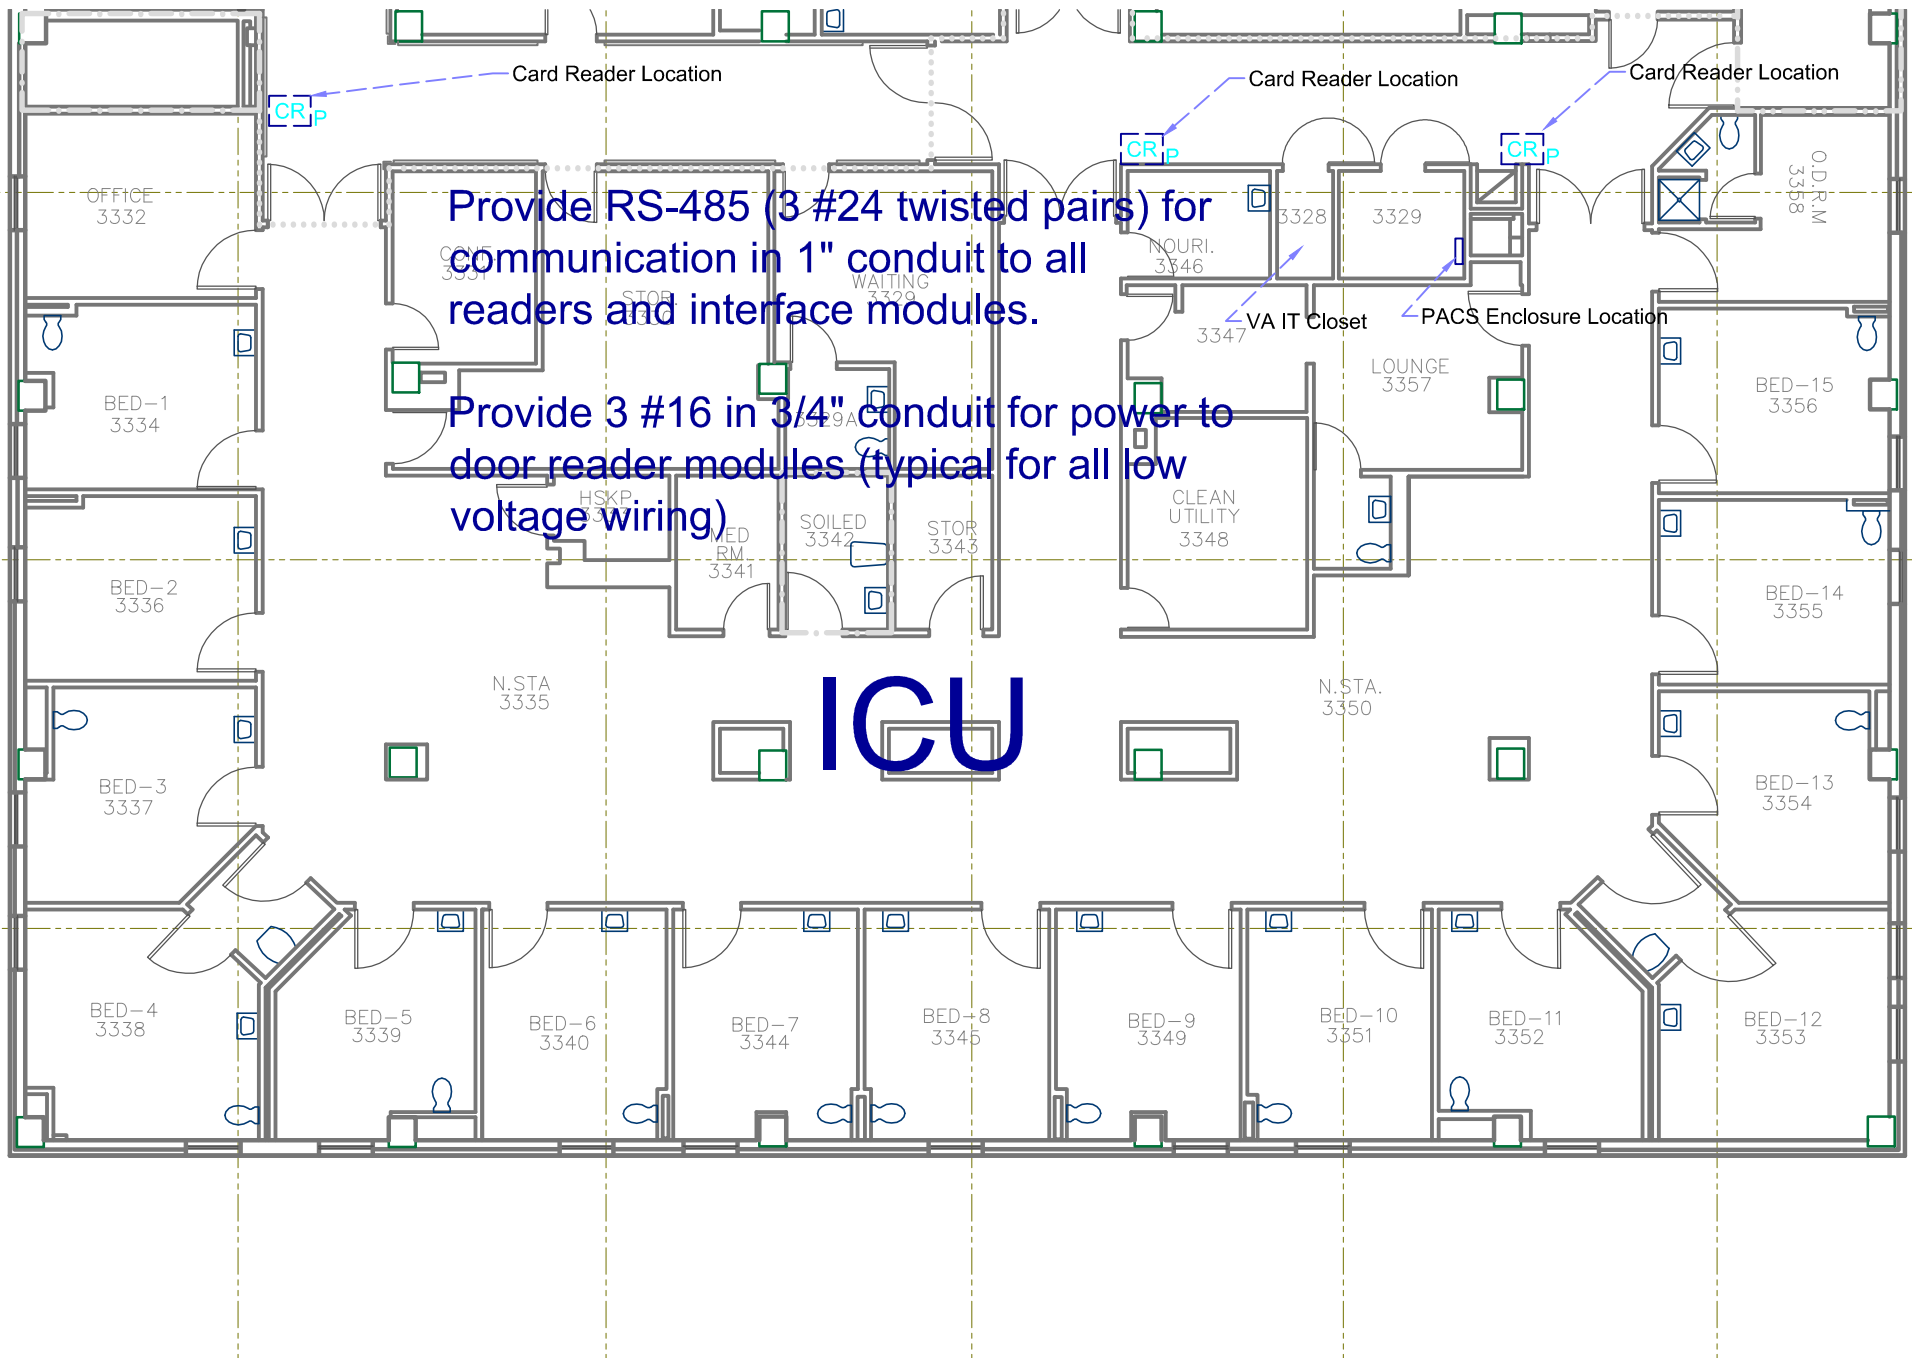 Card Reader Location
Card Reader Location
Card Reader Location
CR
P
CR
P
CR
P
OFFICE
3332
Provide RS-485 (3 #24 twisted pairs) for
communication in 1" conduit to all
readers and interface modules.
Provide 3 #16 in 3/4" conduit for power to
door reader modules (typical for all low
voltage wiring)
CONF.
3331
STOR.
3330
WAITING
3329
3329A
NOURI.
3346
3328
3329
O.D.R.M
3358
VA IT Closet
PACS Enclosure Location
3347
LOUNGE
3357
BED-1
3334
BED-15
3356
HSKP
MED
RM.
3341
SOILED
3342
STOR
3343
CLEAN
UTILITY
3348
BED-2
3336
BED-14
3355
N.STA
3335
ICU
N.STA.
3350
BED-3
3337
BED-13
3354
BED-4
3338
BED-5
3339
BED-6
3340
BED-7
3344
BED-8
3345
BED-9
3349
BED-10
3351
BED-11
3352
BED-12
3353